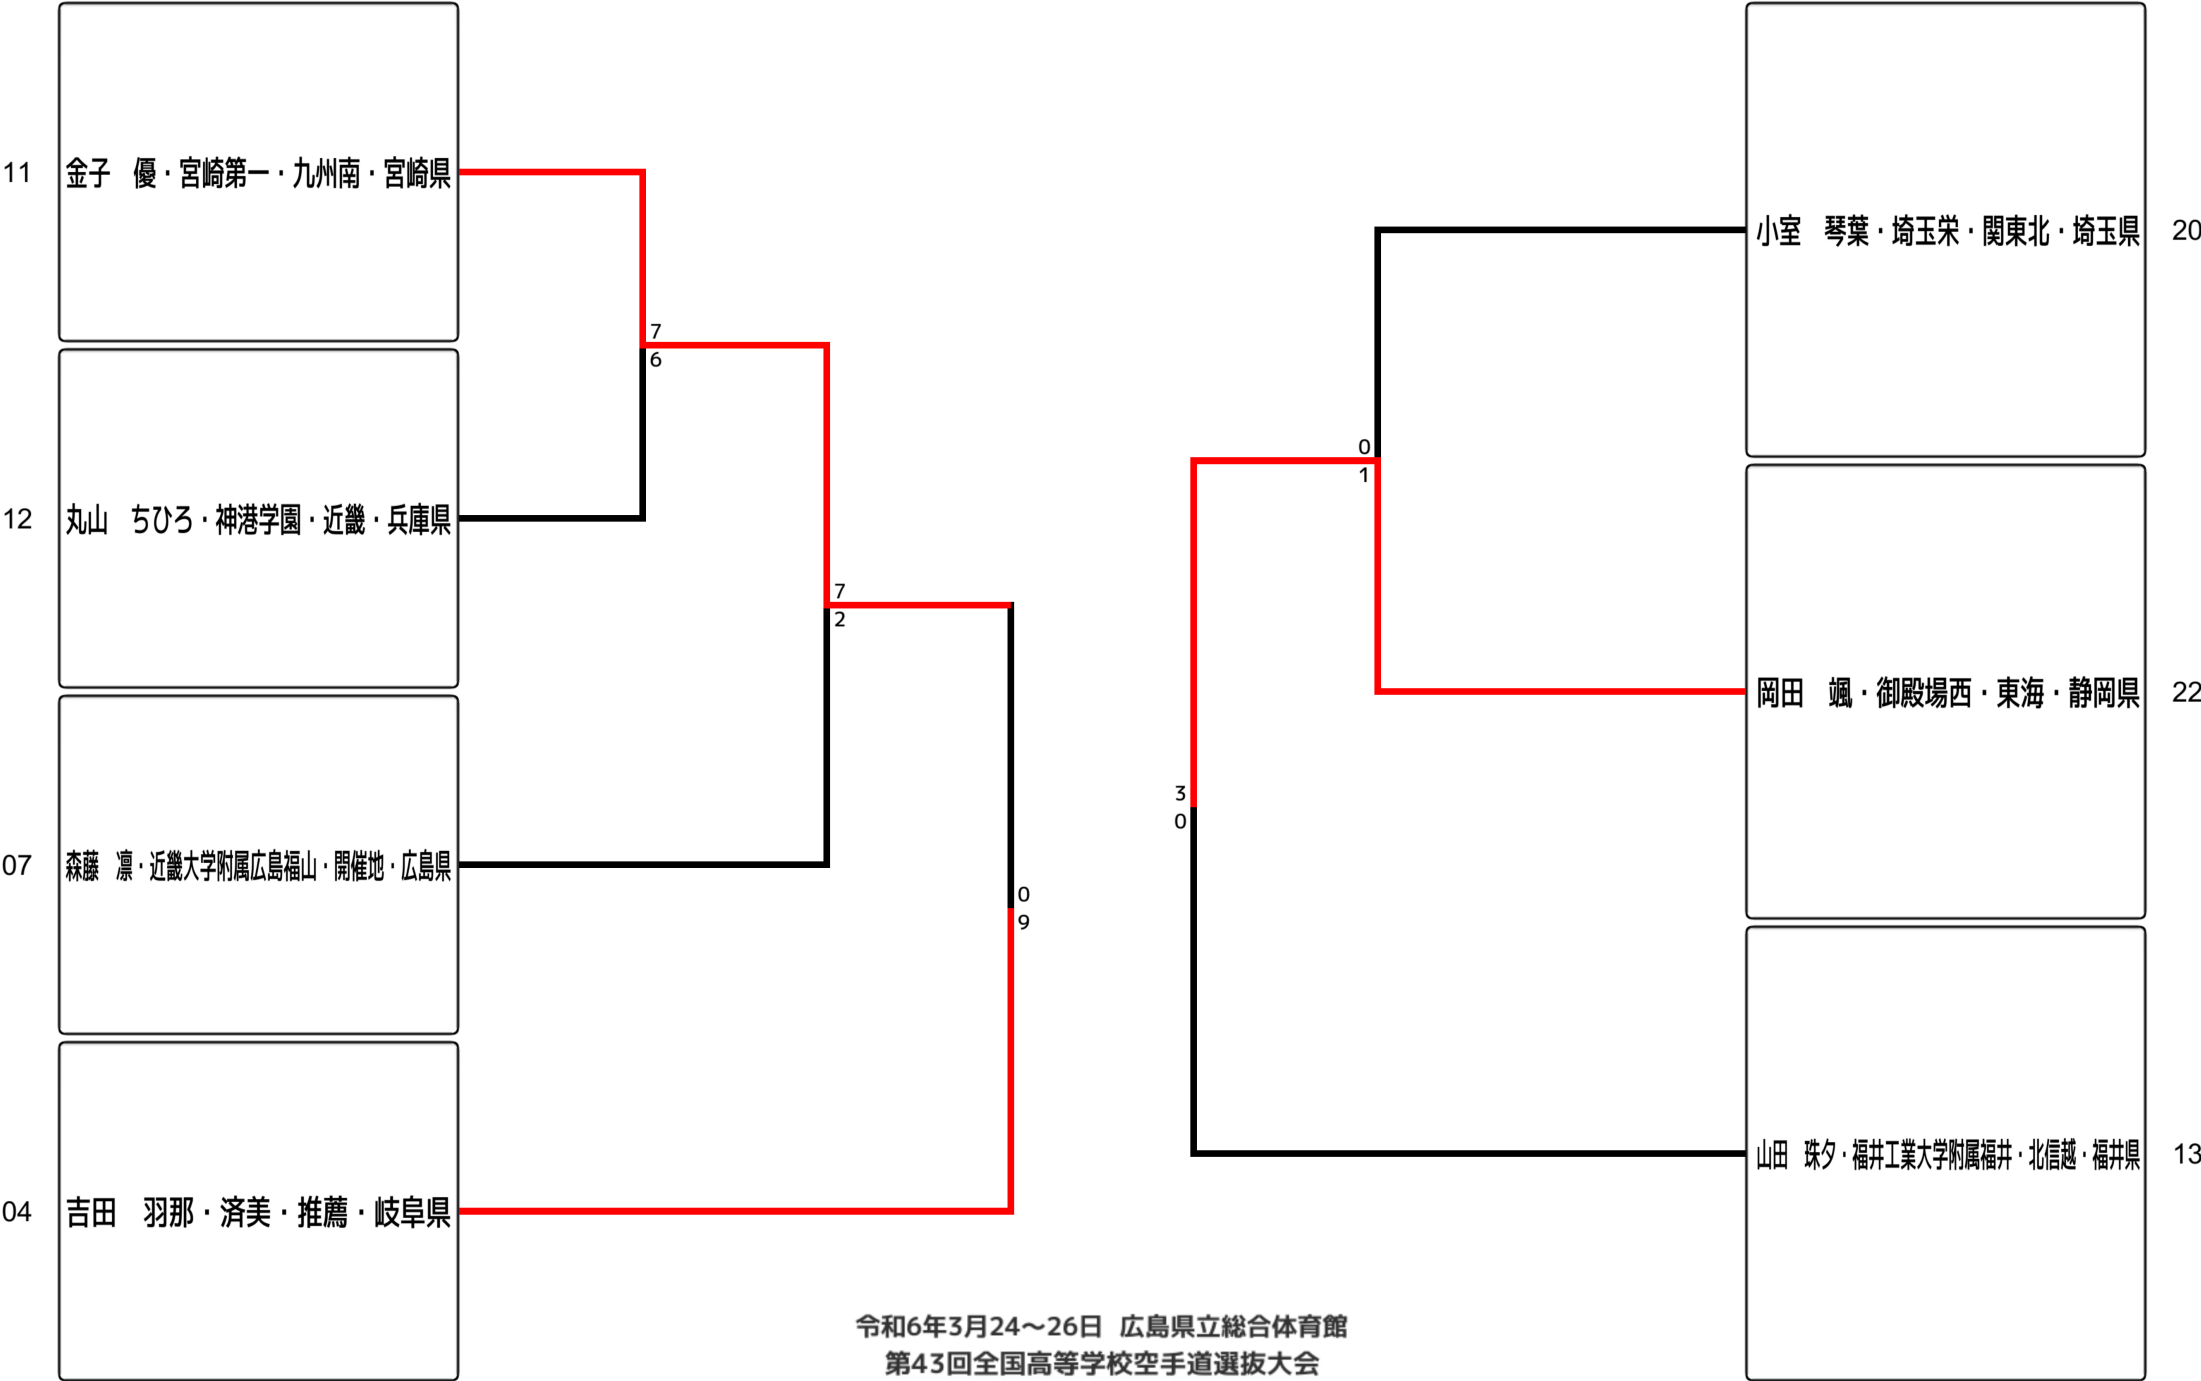 11
金子　優・宮崎第一・九州南・宮崎県
7
6
12
丸山　ちひろ・神港学園・近畿・兵庫県
7
2
07
森藤　凛・近畿大学附属広島福山・開催地・広島県
0
9
04
吉田　羽那・済美・推薦・岐阜県
小室　琴葉・埼玉栄・関東北・埼玉県
20
0
1
岡田　颯・御殿場西・東海・静岡県
22
3
0
山田　珠夕・福井工業大学附属福井・北信越・福井県
13
令和6年3月24～26日 広島県立総合体育館
第43回全国高等学校空手道選抜大会